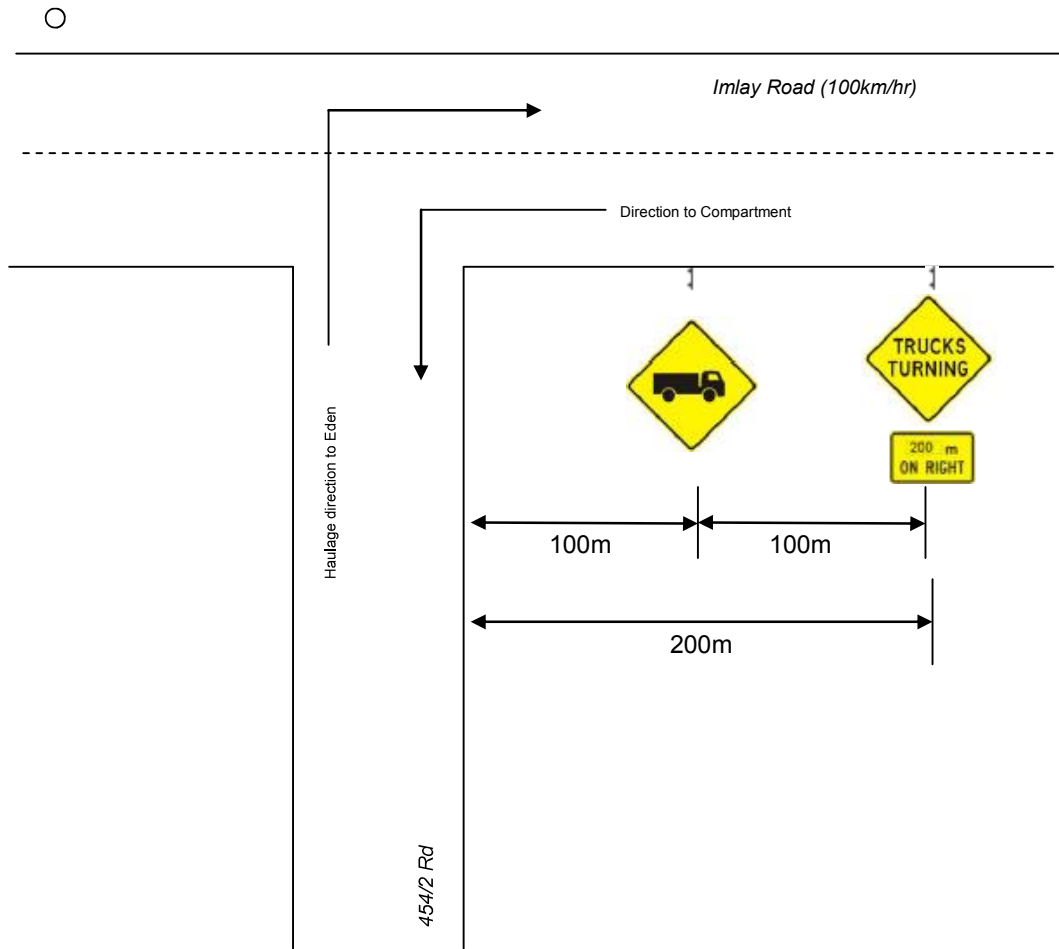 Imlay Road (100km/hr)
Direction to Compartment
Haulage direction to Eden
TRUCKS
TURNING
200 m
ON RIGHT
100m
100m
200m
454/2 Rd